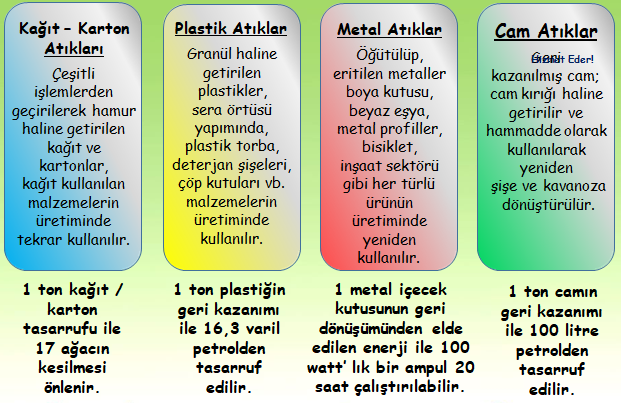 Kağıt – Karton
Atıkları
Çeşitli
işlemlerden
geçirilerek hamur
haline getirilen
kağıt ve
kartonlar,
kağıt kullanılan
malzemelerin
üretiminde
tekrar kullanılır.
1 ton kağıt /
karton
tasarrufu ile
17 ağacın
kesilmesi
önlenir.
Plastik Atıklar
Granül haline
getirilen
plastikler,
sera örtüsü
yapımında,
plastik torba,
deterjan şişeleri,
çöp kutuları vb.
malzemelerin
üretiminde
kullanılır.
1 ton plastiğin
geri kazanımı
ile 16,3 varil
petrolden
tasarruf
edilir.
Metal Atıklar
Öğütülüp,
eritilen metaller
boya kutusu,
beyaz eşya,
metal profiller,
bisiklet,
inşaat sektörü
gibi her türlü
ürünün
üretiminde
yeniden
kullanılır.
1 metal içecek
kutusunun geri
dönüşümünden elde
edilen enerji ile 100
watt' lık bir ampul 20
saat çalıştırılabilir.
Cam Atıklar
Eder!
kazanılmış cam;
cam kırığı haline
getirilir ve
hammadde olarak
kullanılarak
yeniden
şişe ve kavanoza
dönüştürülür.
1 ton camın
geri kazanımı
ile 100 litre
petrolden
tasarruf
edilir.